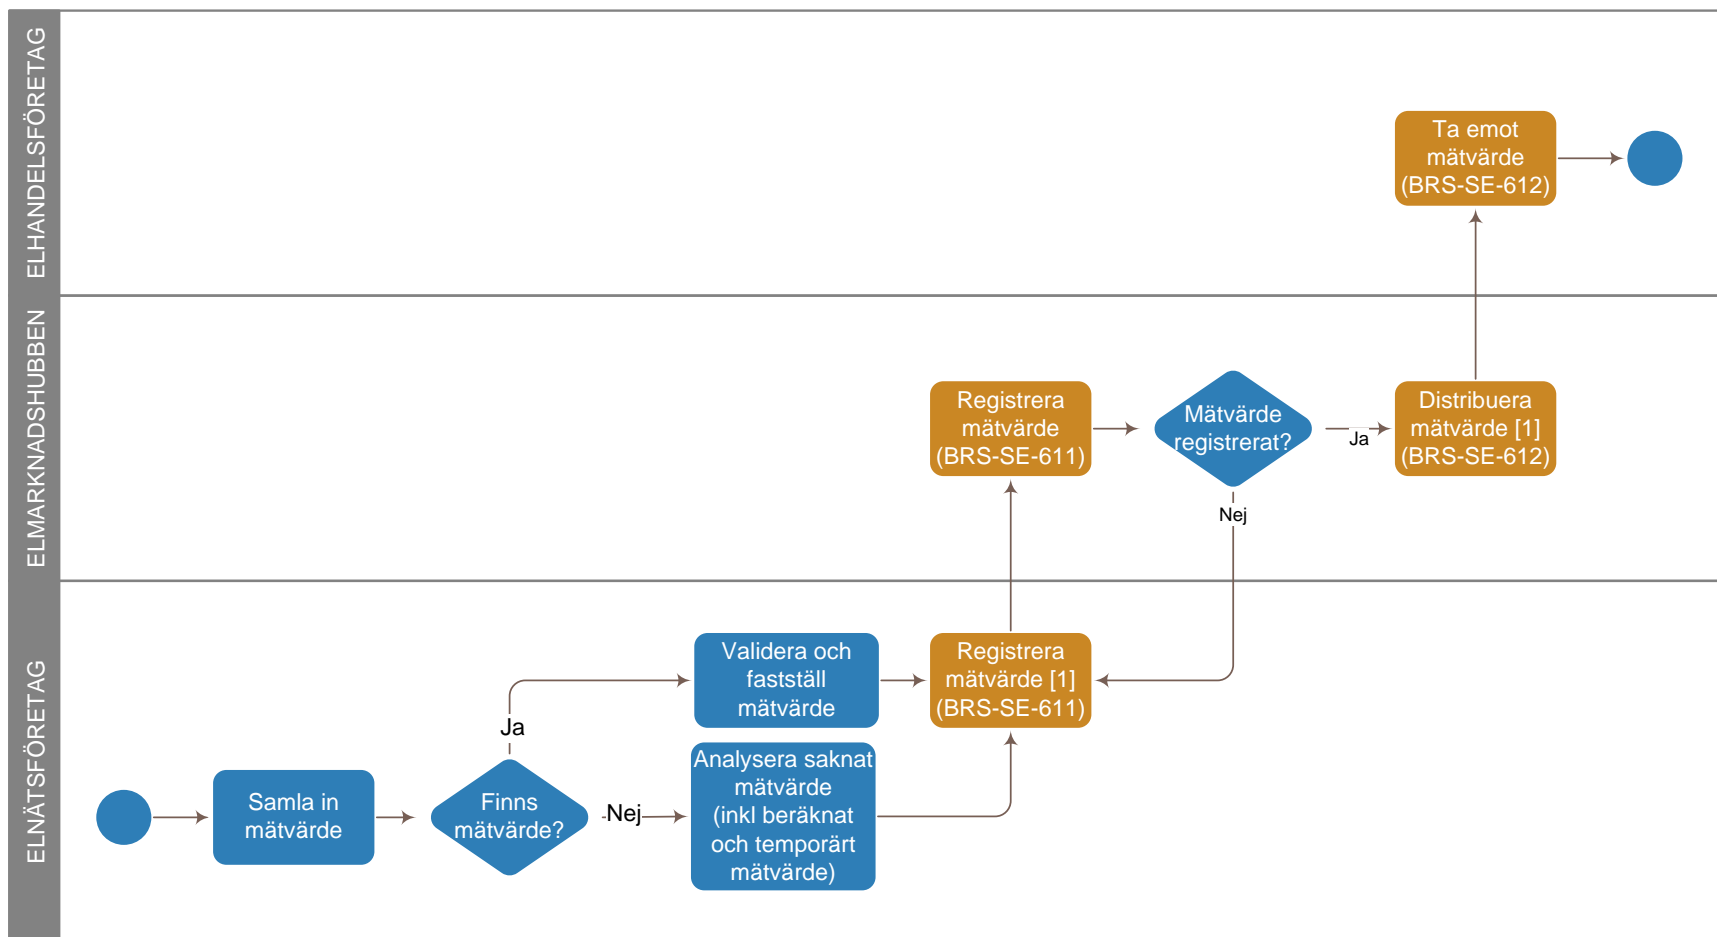 ELHANDELSFÖRETAG
Ta emot
mätvärde
(BRS-SE-612)
ELMARKNADSHUBBEN
Registrera
mätvärde
(BRS-SE-611)
Mätvärde
registrerat?
Ja
Nej
Distribuera
mätvärde [1]
(BRS-SE-612)
ELNÄTSFÖRETAG
Samla in
mätvärde
Finns
mätvärde?
Ja
Nej
Validera och
fastställ
mätvärde
Analysera saknat
mätvärde
(inkl beräknat
och temporärt
mätvärde)
Registrera
mätvärde [1]
(BRS-SE-611)